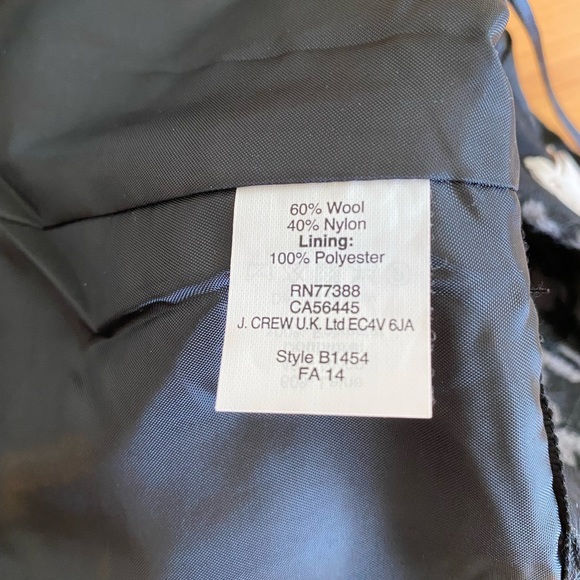 60% Wool
40% Nylon
Lining:
100% Polyester
RN77388
CA56445
J. CREW U.K. Ltd EC4V 6JA
Style B1454
FA 14